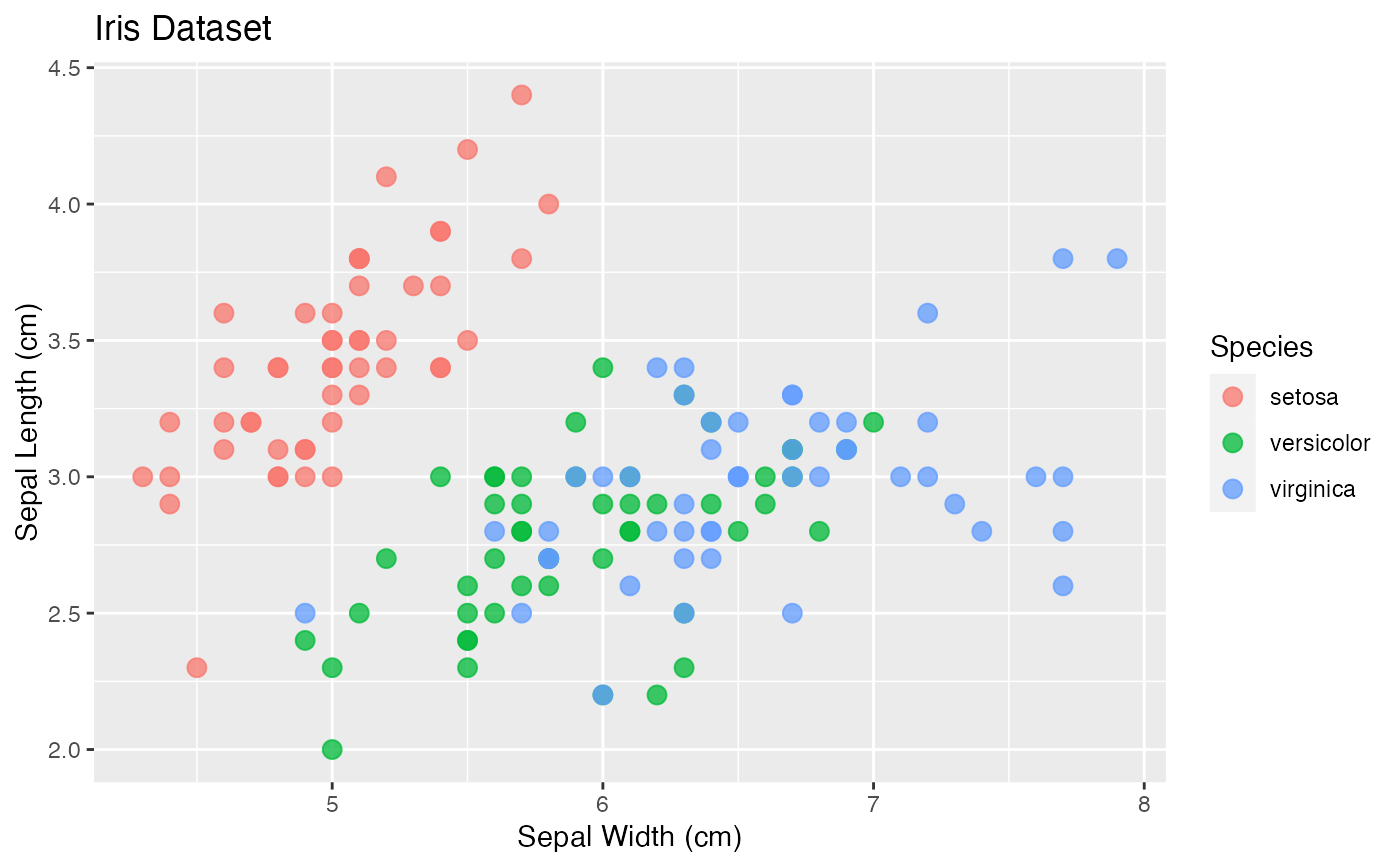 Iris Dataset
4.5
4.0
3.5
3.0
2.5
2.0
Sepal Length (cm)
5 6 7 8
Sepal Width (cm)
Species
setosa
versicolor
virginica